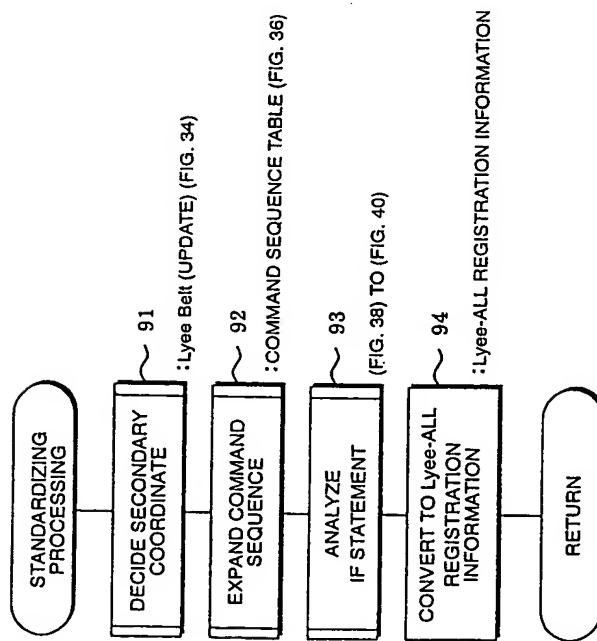 STANDARDIZING
PROCESSING
91
DECIDE SECONDARY
COORDINATE
:Lyee Belt (UPDATE) (FIG. 34)
92
EXPAND COMMAND
SEQUENCE
:COMMAND SEQUENCE TABLE (FIG. 36)
93
ANALYZE
IF STATEMENT
(FIG. 38) TO (FIG. 40)
94
CONVERT TO Lyee-ALL
REGISTRATION
INFORMATION
:Lyee-ALL REGISTRATION INFORMATION
RETURN